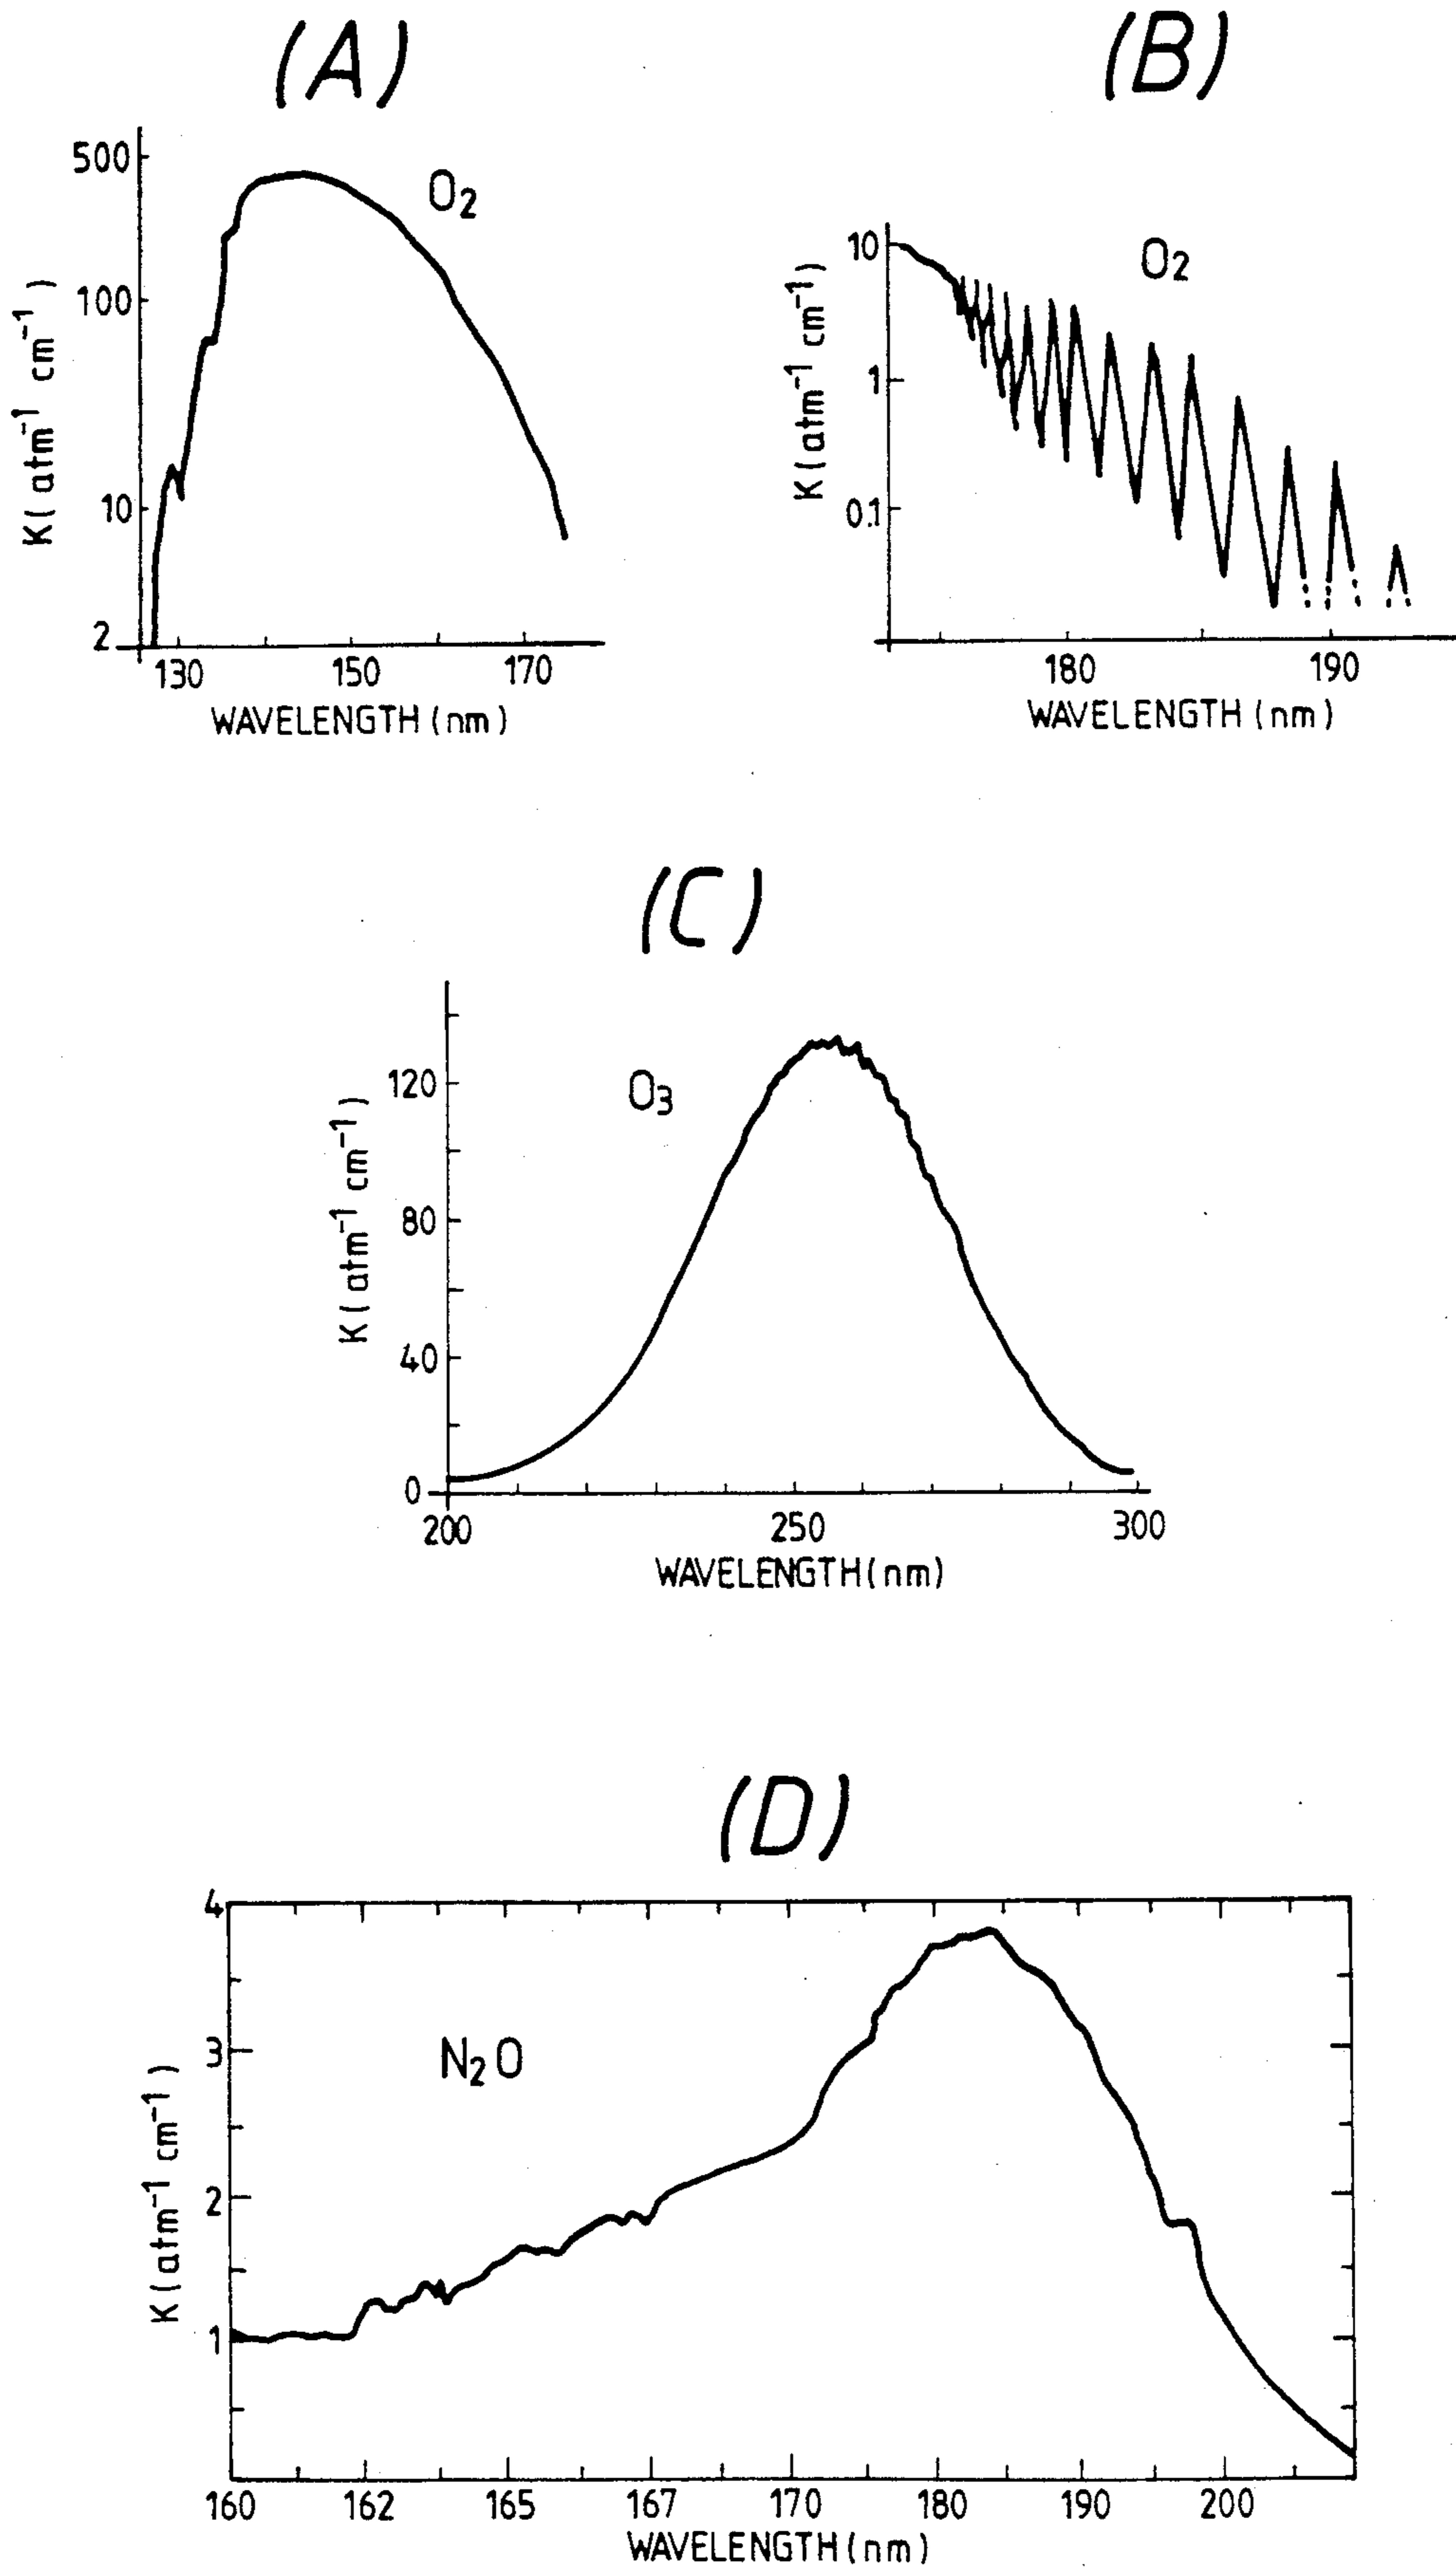 (A)
500
100
10
2
O₂
K(atm⁻¹ cm⁻¹)
130 150 170
WAVELENGTH (nm)
(B)
10
1
0.1
O₂
K(atm⁻¹ cm⁻¹)
180 190
WAVELENGTH (nm)
(C)
120
80
40
0
O₃
K(atm⁻¹ cm⁻¹)
200 250 300
WAVELENGTH(nm)
(D)
4
3
2
1
N₂O
K(atm⁻¹ cm⁻¹)
160 162 165 167 170 180 190 200
WAVELENGTH(nm)